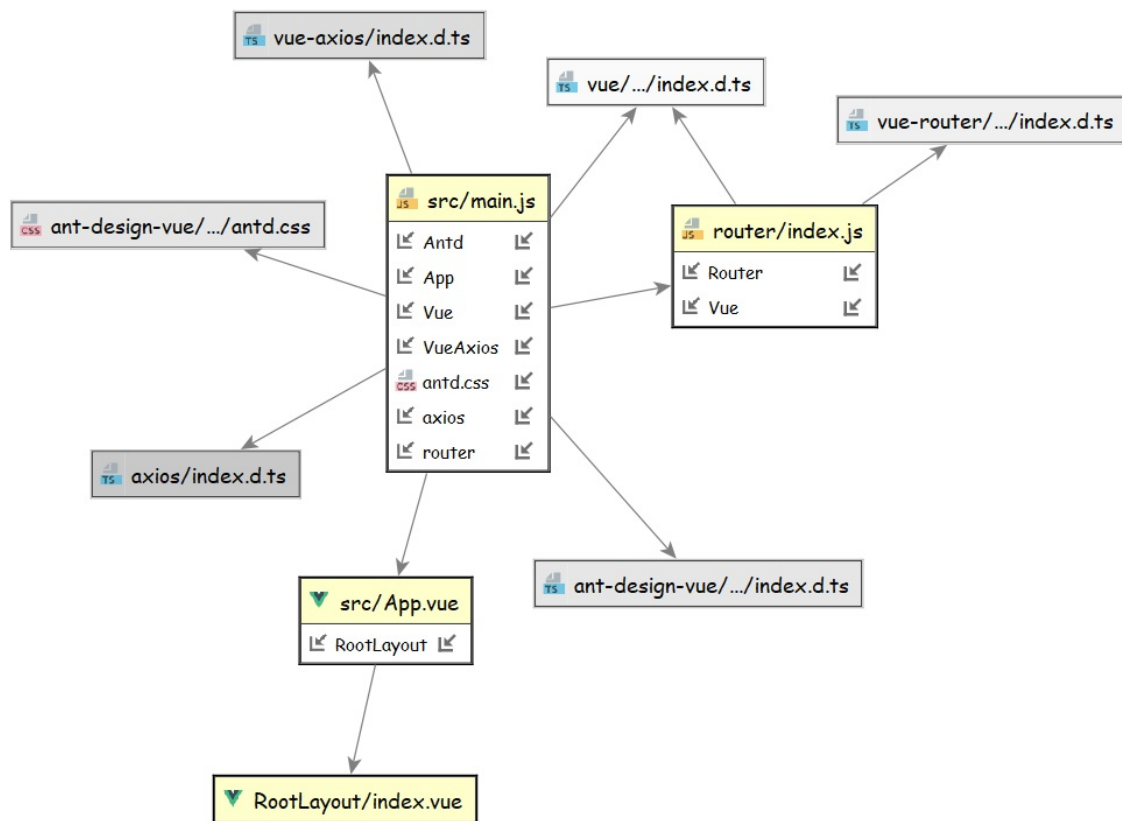 vue-axios/index.d.ts
vue/.../index.d.ts
vue-router/.../index.d.ts
src/main.js
Antd
App
Vue
VueAxios
antd.css
axios
router
ant-design-vue/.../antd.css
router/index.js
Router
Vue
axios/index.d.ts
ant-design-vue/.../index.d.ts
src/App.vue
RootLayout
RootLayout/index.vue